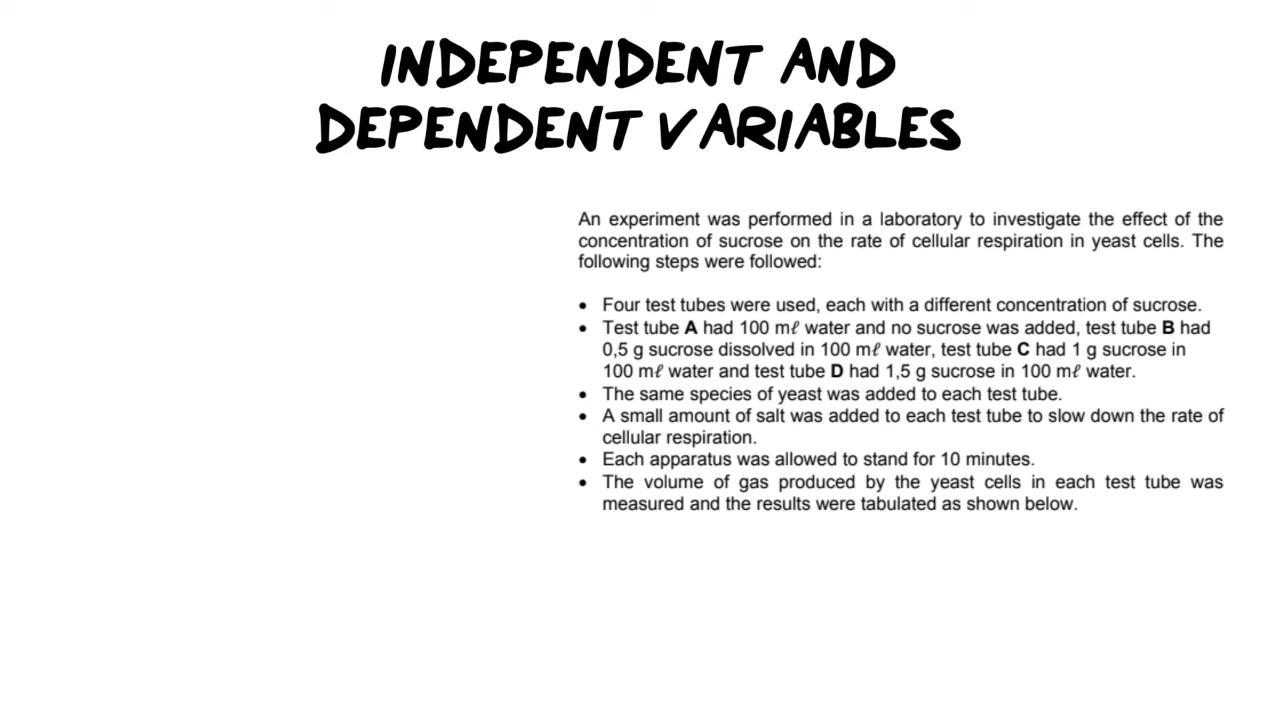 INDEPENDENT AND
DEPENDENT VARIABLES
An experiment was performed in a laboratory to investigate the effect of the
concentration of sucrose on the rate of cellular respiration in yeast cells. The
following steps were followed:
• Four test tubes were used, each with a different concentration of sucrose.
• Test tube A had 100 mℓ water and no sucrose was added, test tube B had
0,5 g sucrose dissolved in 100 mℓ water, test tube C had 1 g sucrose in
100 mℓ water and test tube D had 1,5 g sucrose in 100 mℓ water.
• The same species of yeast was added to each test tube.
• A small amount of salt was added to each test tube to slow down the rate of
cellular respiration.
• Each apparatus was allowed to stand for 10 minutes.
• The volume of gas produced by the yeast cells in each test tube was
measured and the results were tabulated as shown below.